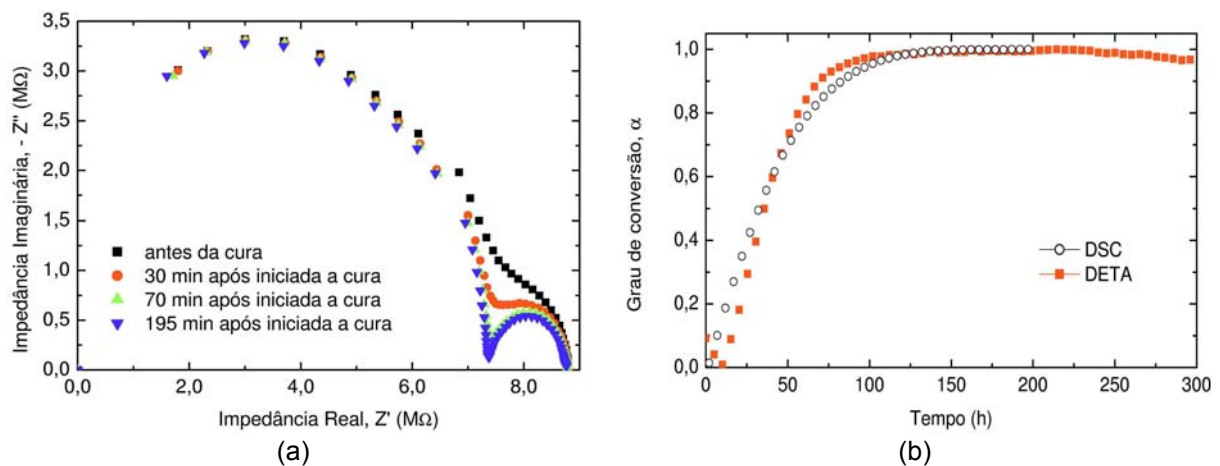 3,5
3,0
2,5
2,0
1,5
1,0
0,5
0,0
Impedância Imaginária, - Z'' (MΩ)
antes da cura
30 min após iniciada a cura
70 min após iniciada a cura
195 min após iniciada a cura
0,0 2,0 4,0 6,0 8,0
Impedância Real, Z' (MΩ)
(a)
1,0
0,8
0,6
0,4
0,2
0,0
Grau de conversão, α
DSC
DETA
0 50 100 150 200 250 300
Tempo (h)
(b)